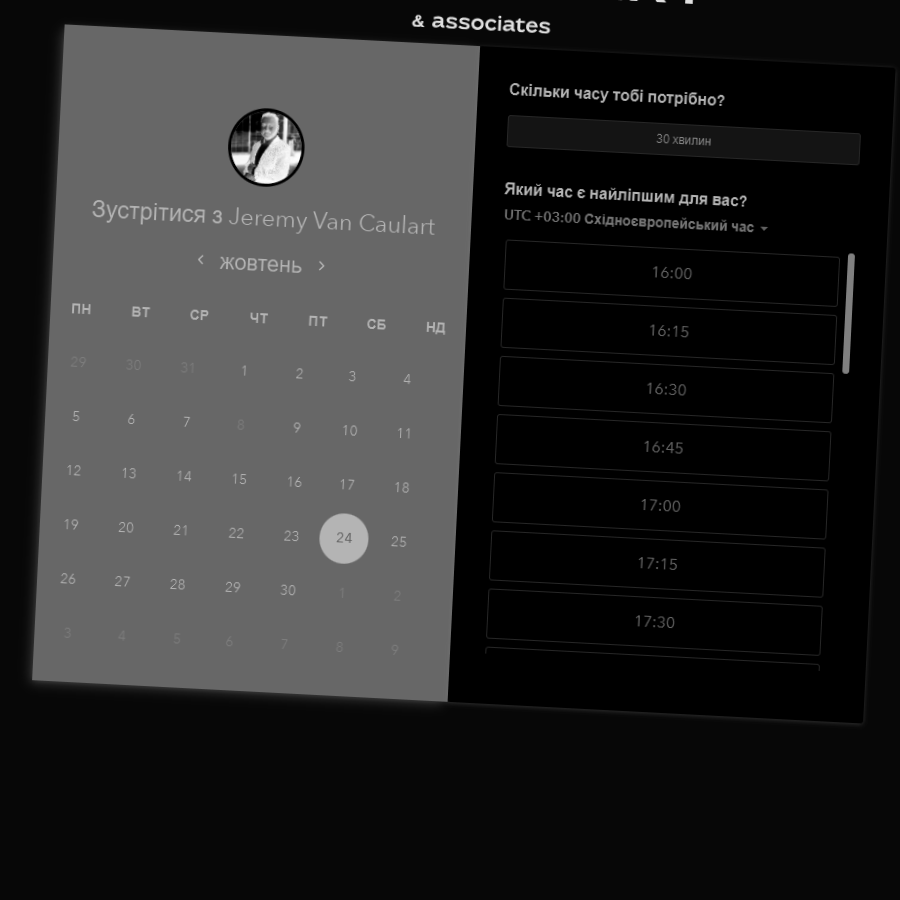 & associates
Зустрітися з Jeremy Van Caulart
жовтень
ПН ВТ СР ЧТ ПТ СБ НД
29 30 31 1 2 3 4
5 6 7 8 9 10 11
12 13 14 15 16 17 18
19 20 21 22 23 24 25
26 27 28 29 30 1 2
3 4 5 6 7 8 9
Скільки часу тобі потрібно?
30 хвилин
Який час є найліпшим для вас?
UTC +03:00 Східноєвропейський час
16:00
16:15
16:30
16:45
17:00
17:15
17:30